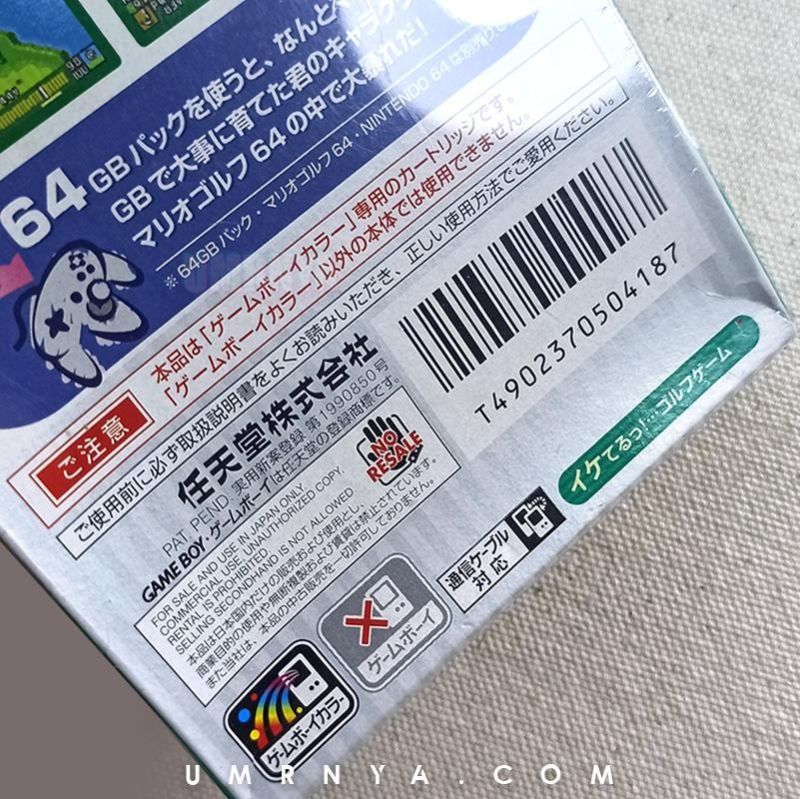 64 GBパックを使うと、なんと
GBで大事に育てた君のキャラク
マリオゴルフ64の中で大暴れだ!
※64GBパック・マリオゴルフ64・NINTENDO 64は別売り
ご注意
本品は「ゲームボーイカラー」専用のカートリッジです。
「ゲームボーイカラー」以外の本体では使用できません。
ご使用前に必ず取扱説明書をよくお読みいただき、正しい使用方法でご愛用ください。
任天堂株式会社
PAT. PEND. 実用新案登録 第1990850号
GAME BOY・ゲームボーイは任天堂の登録商標です。
FOR SALE AND USE IN JAPAN ONLY.
COMMERCIAL USE, UNAUTHORIZED COPY,
RENTAL IS PROHIBITED
SELLING SECONDHAND IS NOT ALLOWED
本品は日本国内だけの販売および使用とし、
商業目的の使用や無断複製および賃貸は禁止されています。
また当社は、本品の中古販売を一切許可しておりません。
NO
RESALE
T4902370504187
イケてるっ!…ゴルフゲーム
通信ケーブル
対応
ゲームボーイ
ゲームボーイカラー
UMRNYA.COM